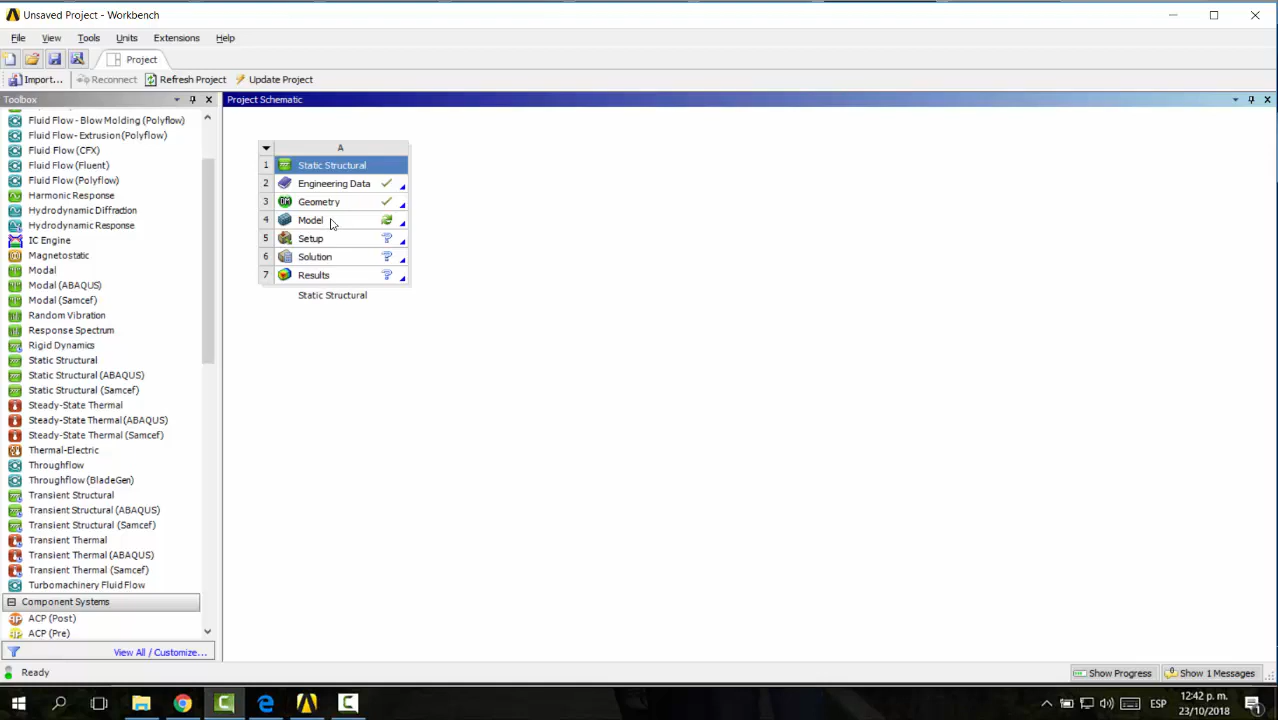 Unsaved Project - Workbench
File View Tools Units Extensions Help
Project
Import... Reconnect Refresh Project Update Project
Toolbox
Fluid Flow - Blow Molding (Polyflow)
Fluid Flow - Extrusion (Polyflow)
Fluid Flow (CFX)
Fluid Flow (Fluent)
Fluid Flow (Polyflow)
Harmonic Response
Hydrodynamic Diffraction
Hydrodynamic Response
IC Engine
Magnetostatic
Modal
Modal (ABAQUS)
Modal (Samcef)
Random Vibration
Response Spectrum
Rigid Dynamics
Static Structural
Static Structural (ABAQUS)
Static Structural (Samcef)
Steady-State Thermal
Steady-State Thermal (ABAQUS)
Steady-State Thermal (Samcef)
Thermal-Electric
Throughflow
Throughflow (BladeGen)
Transient Structural
Transient Structural (ABAQUS)
Transient Structural (Samcef)
Transient Thermal
Transient Thermal (ABAQUS)
Transient Thermal (Samcef)
Turbomachinery Fluid Flow
Component Systems
ACP (Post)
ACP (Pre)
View All / Customize...
Project Schematic
A
1 Static Structural
2 Engineering Data
3 Geometry
4 Model
5 Setup
6 Solution
7 Results
Static Structural
Ready
Show Progress Show 1 Messages
ESP
12:42 p. m.
23/10/2018
1